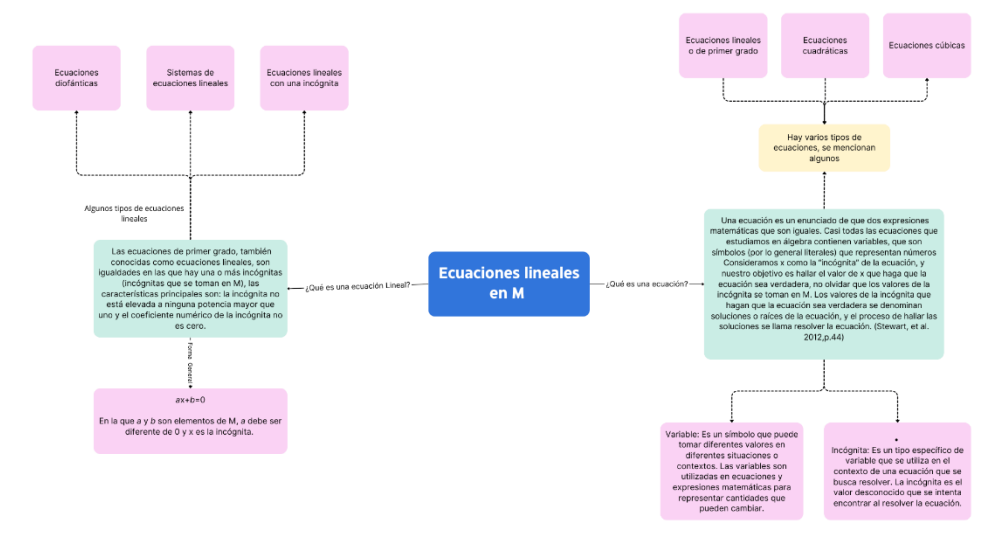 Ecuaciones
diofánticas
Sistemas de
ecuaciones lineales
Ecuaciones lineales
con una incógnita
Algunos tipos de ecuaciones
lineales
Las ecuaciones de primer grado, también
conocidas como ecuaciones lineales, son
igualdades en las que hay una o más incógnitas
(incógnitas que se toman en M), las
características principales son: la incógnita no
está elevada a ninguna potencia mayor que
uno y el coeficiente numérico de la incógnita no
es cero.
Forma General
ax+b=0
En la que a y b son elementos de M, a debe ser
diferente de 0 y x es la incógnita.
¿Qué es una ecuación Lineal?
Ecuaciones lineales
en M
¿Qué es una ecuación?
Ecuaciones lineales
o de primer grado
Ecuaciones
cuadráticas
Ecuaciones cúbicas
Hay varios tipos de
ecuaciones, se mencionan
algunos
Una ecuación es un enunciado de que dos expresiones
matemáticas que son iguales. Casi todas las ecuaciones que
estudiamos en álgebra contienen variables, que son
símbolos (por lo general literales) que representan números
Consideramos x como la "incógnita" de la ecuación, y
nuestro objetivo es hallar el valor de x que haga que la
ecuación sea verdadera, no olvidar que los valores de la
incógnita se toman en M. Los valores de la incógnita que
hagan que la ecuación sea verdadera se denominan
soluciones o raíces de la ecuación, y el proceso de hallar las
soluciones se llama resolver la ecuación. (Stewart, et al.
2012,p.44)
Variable: Es un símbolo que puede
tomar diferentes valores en
diferentes situaciones o
contextos. Las variables son
utilizadas en ecuaciones y
expresiones matemáticas para
representar cantidades que
pueden cambiar.
•
Incógnita: Es un tipo específico de
variable que se utiliza en el
contexto de una ecuación que se
busca resolver. La incógnita es el
valor desconocido que se intenta
encontrar al resolver la ecuación.